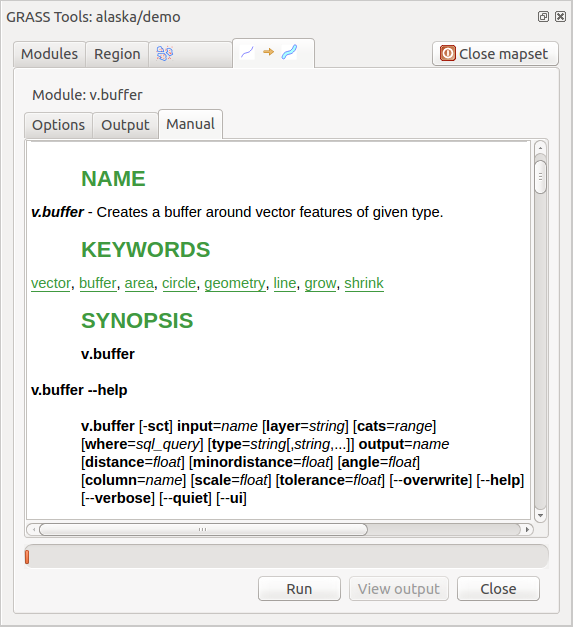 GRASS Tools: alaska/demo
Modules Region Close mapset
Module: v.buffer
Options Output Manual
NAME
v.buffer - Creates a buffer around vector features of given type.
KEYWORDS
vector, buffer, area, circle, geometry, line, grow, shrink
SYNOPSIS
v.buffer
v.buffer --help
v.buffer [-sct] input=name [layer=string] [cats=range]
[where=sql_query] [type=string[,string,...]] output=name
[distance=float] [minordistance=float] [angle=float]
[column=name] [scale=float] [tolerance=float] [--overwrite] [--help]
[--verbose] [--quiet] [--ui]
Run View output Close